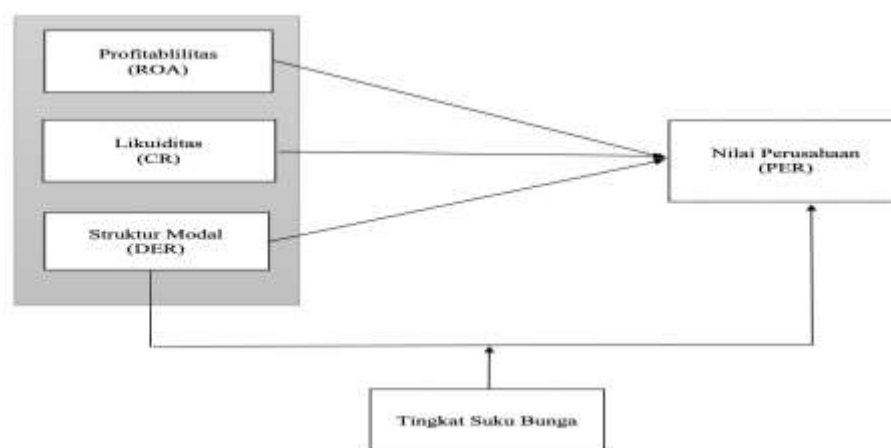 Profitablilitas
(ROA)
Likuiditas
(CR)
Struktur Modal
(DER)
Nilai Perusahaan
(PER)
Tingkat Suku Bunga